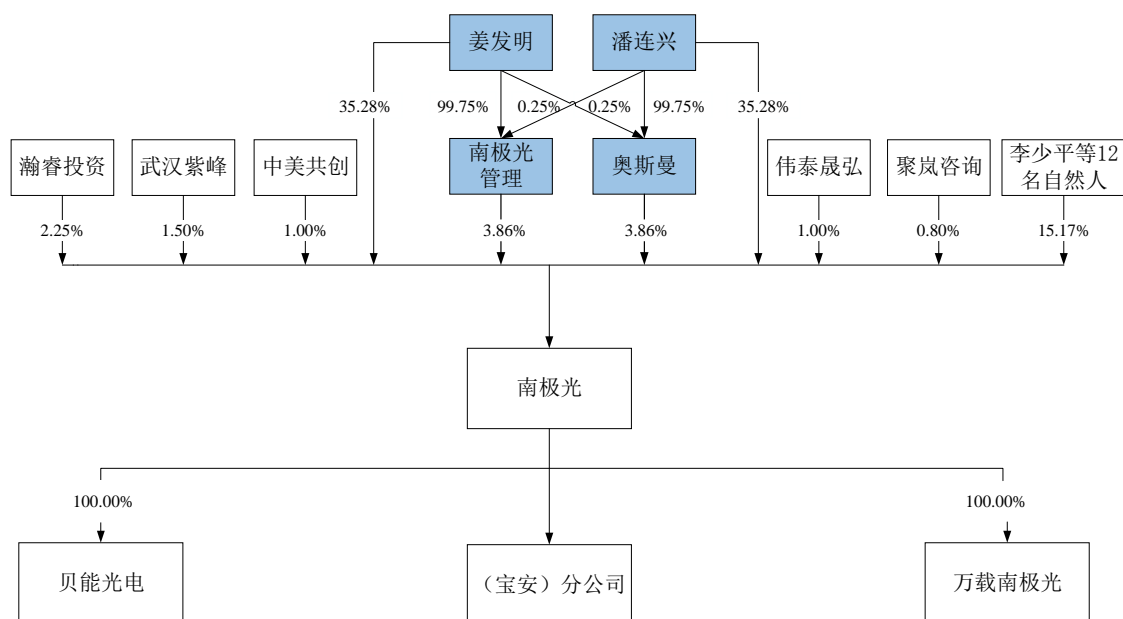 姜发明
潘连兴
35.28%
99.75%
0.25%
0.25%
99.75%
35.28%
瀚睿投资
武汉紫峰
中美共创
南极光
管理
奥斯曼
伟泰晟弘
聚岚咨询
李少平等12
名自然人
2.25%
1.50%
1.00%
3.86%
3.86%
1.00%
0.80%
15.17%
南极光
100.00%
100.00%
贝能光电
（宝安）分公司
万载南极光